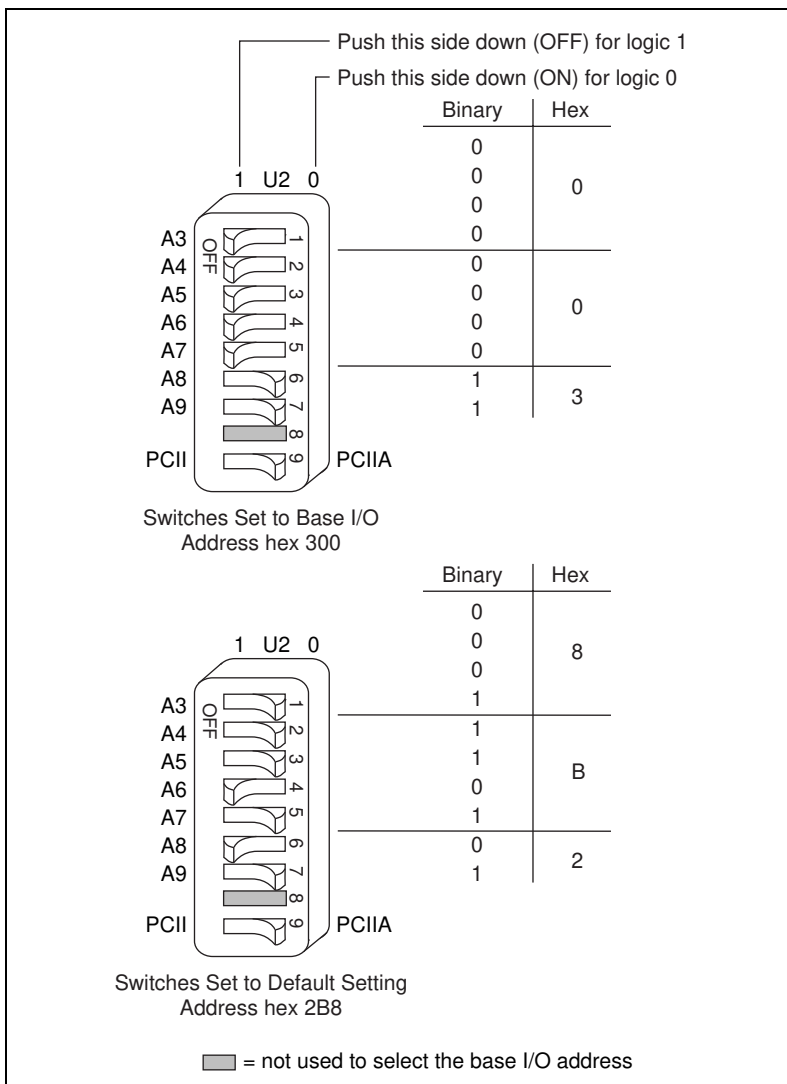 Push this side down (OFF) for logic 1
Push this side down (ON) for logic 0
Binary Hex
0
0 0
0
0
0
0 0
0
0
1 3
1
1 U2 0
OFF
A3 1
A4 2
A5 3
A6 4
A7 5
A8 6
A9 7
8
PCII 9 PCIIA
Switches Set to Base I/O
Address hex 300
Binary Hex
0
0 8
0
1
1
1 B
0
1
0 2
1
1 U2 0
OFF
A3 1
A4 2
A5 3
A6 4
A7 5
A8 6
A9 7
8
PCII 9 PCIIA
Switches Set to Default Setting
Address hex 2B8
= not used to select the base I/O address